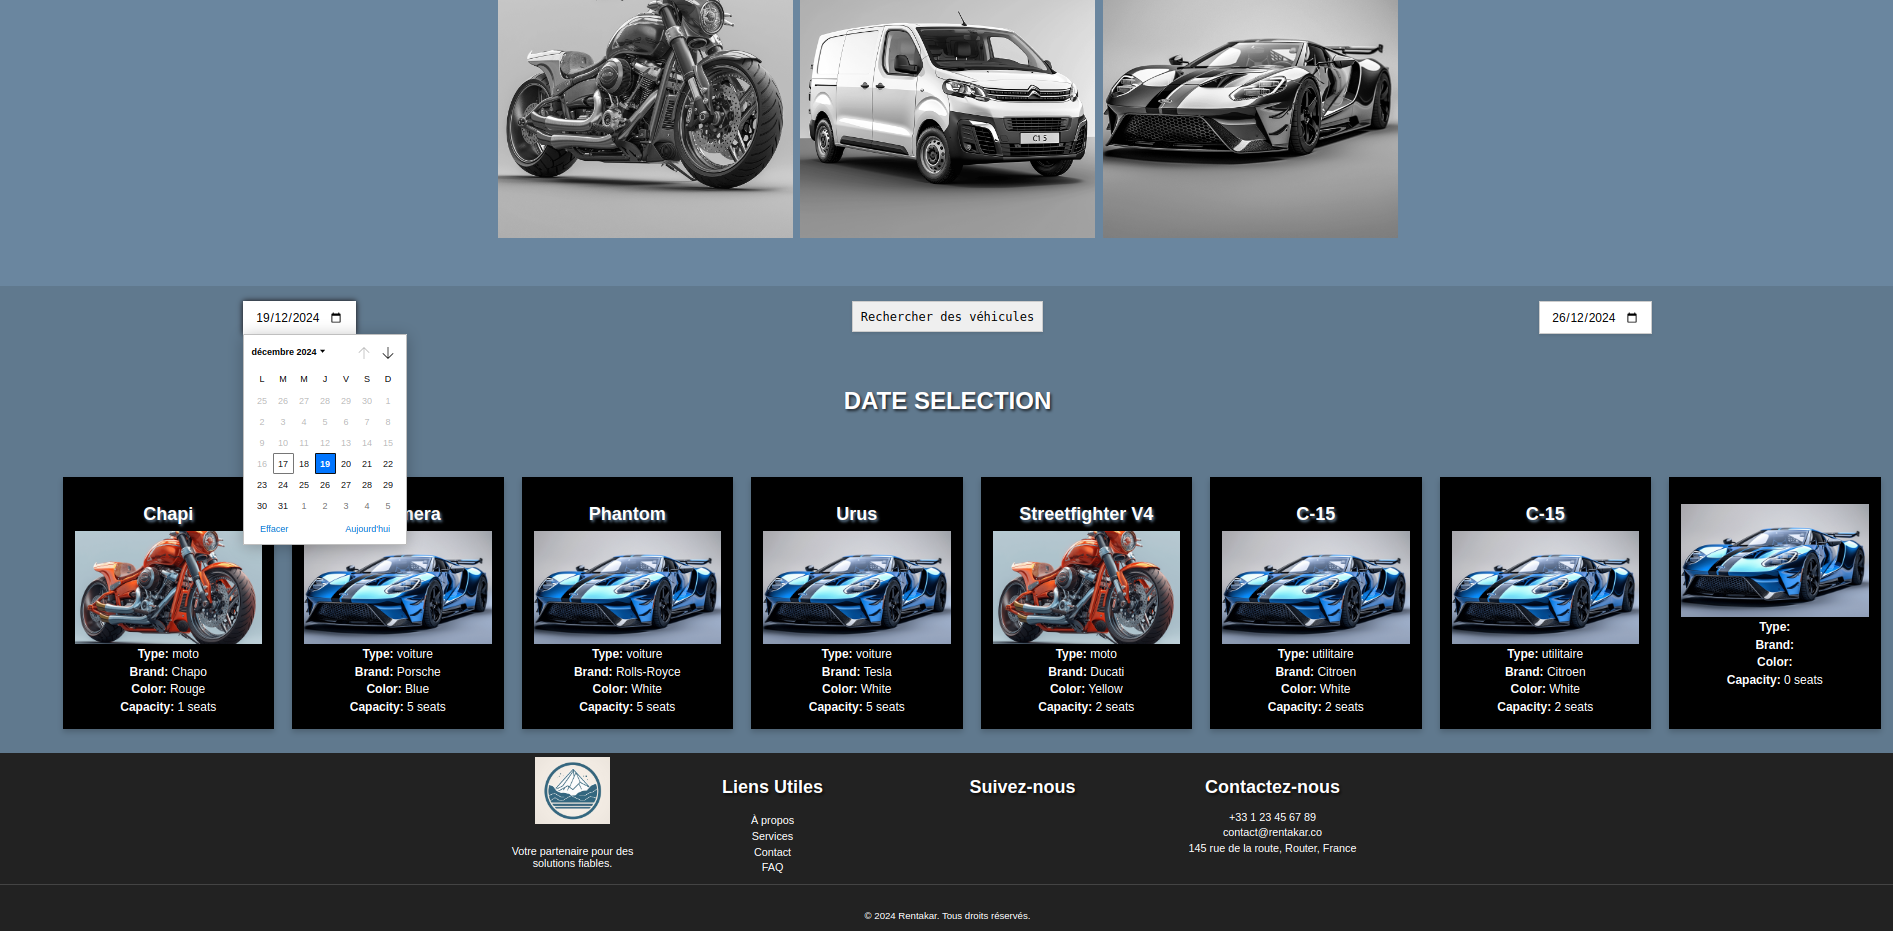 C1 5
19/12/2024
Rechercher des véhicules
26/12/2024
décembre 2024
L M M J V S D
25 26 27 28 29 30 1
2 3 4 5 6 7 8
9 10 11 12 13 14 15
16 17 18 19 20 21 22
23 24 25 26 27 28 29
30 31 1 2 3 4 5
Effacer Aujourd'hui
DATE SELECTION
Chapi
Type: moto
Brand: Chapo
Color: Rouge
Capacity: 1 seats
nera
Type: voiture
Brand: Porsche
Color: Blue
Capacity: 5 seats
Phantom
Type: voiture
Brand: Rolls-Royce
Color: White
Capacity: 5 seats
Urus
Type: voiture
Brand: Tesla
Color: White
Capacity: 5 seats
Streetfighter V4
Type: moto
Brand: Ducati
Color: Yellow
Capacity: 2 seats
C-15
Type: utilitaire
Brand: Citroen
Color: White
Capacity: 2 seats
C-15
Type: utilitaire
Brand: Citroen
Color: White
Capacity: 2 seats
Type:
Brand:
Color:
Capacity: 0 seats
Votre partenaire pour des
solutions fiables.
Liens Utiles
À propos
Services
Contact
FAQ
Suivez-nous
Contactez-nous
+33 1 23 45 67 89
contact@rentakar.co
145 rue de la route, Router, France
© 2024 Rentakar. Tous droits réservés.